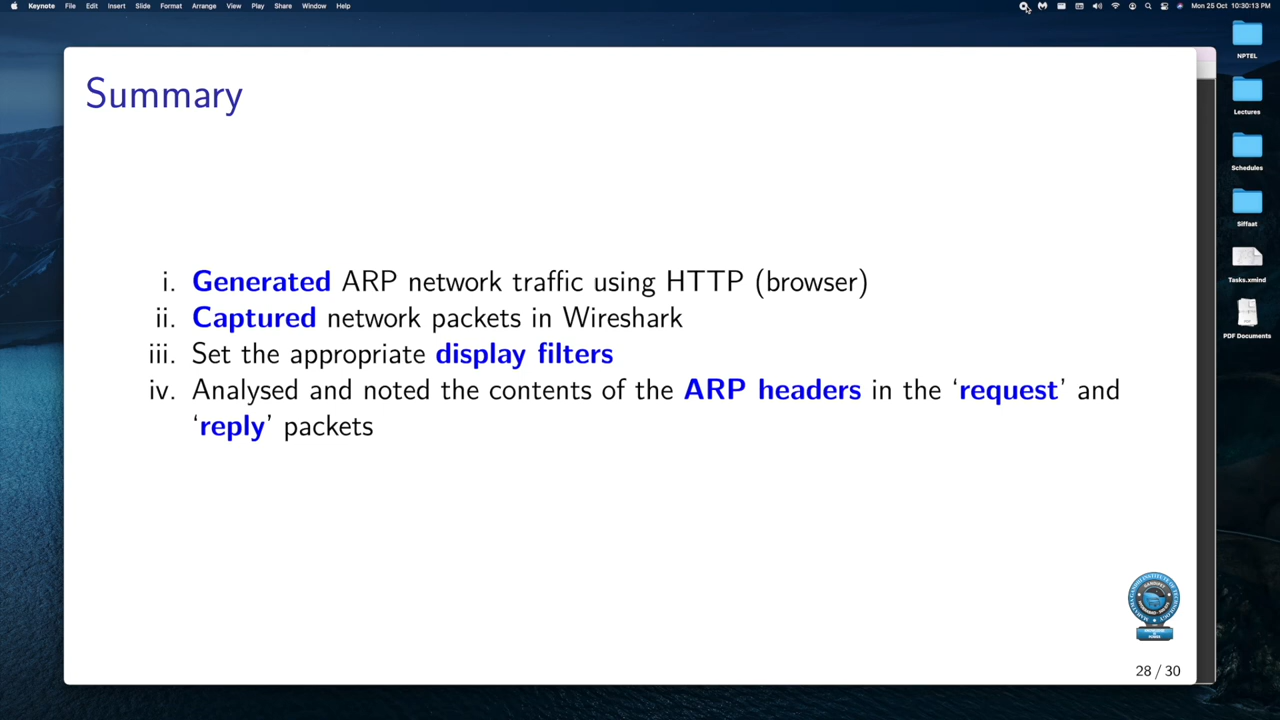 Keynote File Edit Insert Slide Format Arrange View Play Share Window Help Mon 25 Oct 10:30:13 PM
NPTEL
Lectures
Schedules
Siffaat
Tasks.xmind
PDF Documents
Summary
i. Generated ARP network traffic using HTTP (browser)
ii. Captured network packets in Wireshark
iii. Set the appropriate display filters
iv. Analysed and noted the contents of the ARP headers in the ‘request’ and
‘reply’ packets
28 / 30